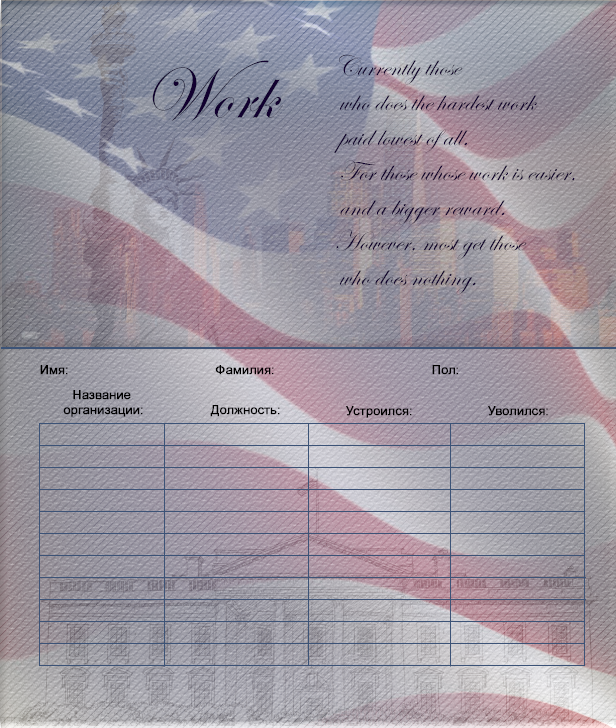 Work
Currently those
who does the hardest work
paid lowest of all,
For those whose work is easier,
and a bigger reward.
However, most get those
who does nothing.
Имя: Фамилия: Пол:
Название
организации: Должность: Устроился: Уволился: